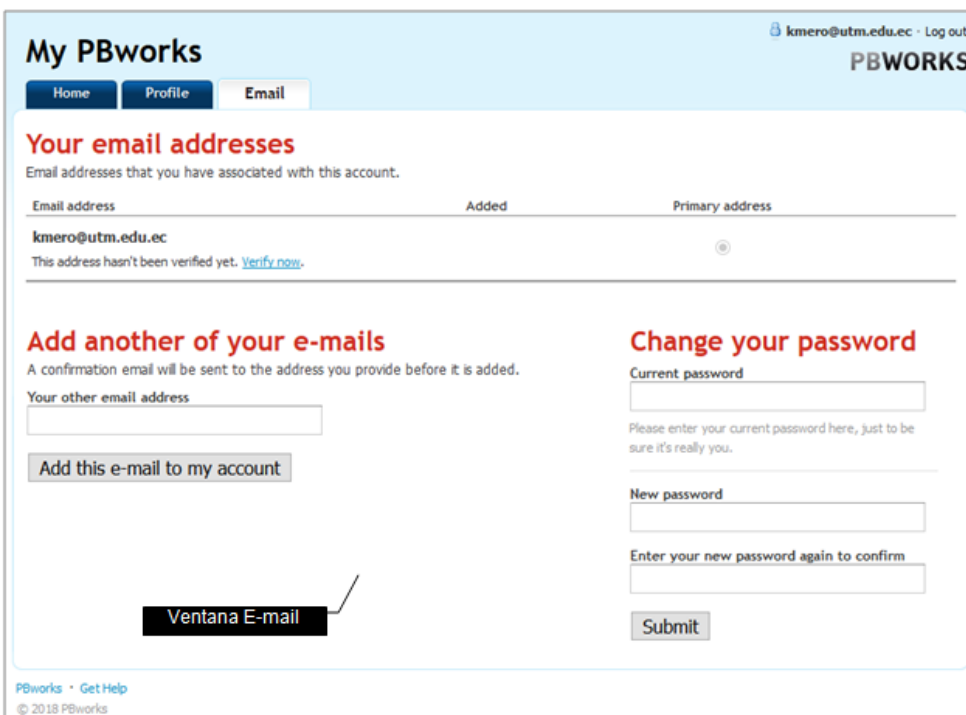 kmero@utm.edu.ec · Log out
My PBworks
PBWORKS
Home Profile Email
Your email addresses
Email addresses that you have associated with this account.
Email address Added Primary address
kmero@utm.edu.ec
This address hasn't been verified yet. Verify now.
Add another of your e-mails
A confirmation email will be sent to the address you provide before it is added.
Your other email address
Add this e-mail to my account
Change your password
Current password
Please enter your current password here, just to be
sure it's really you.
New password
Enter your new password again to confirm
Submit
Ventana E-mail
PBworks · Get Help
© 2018 PBworks